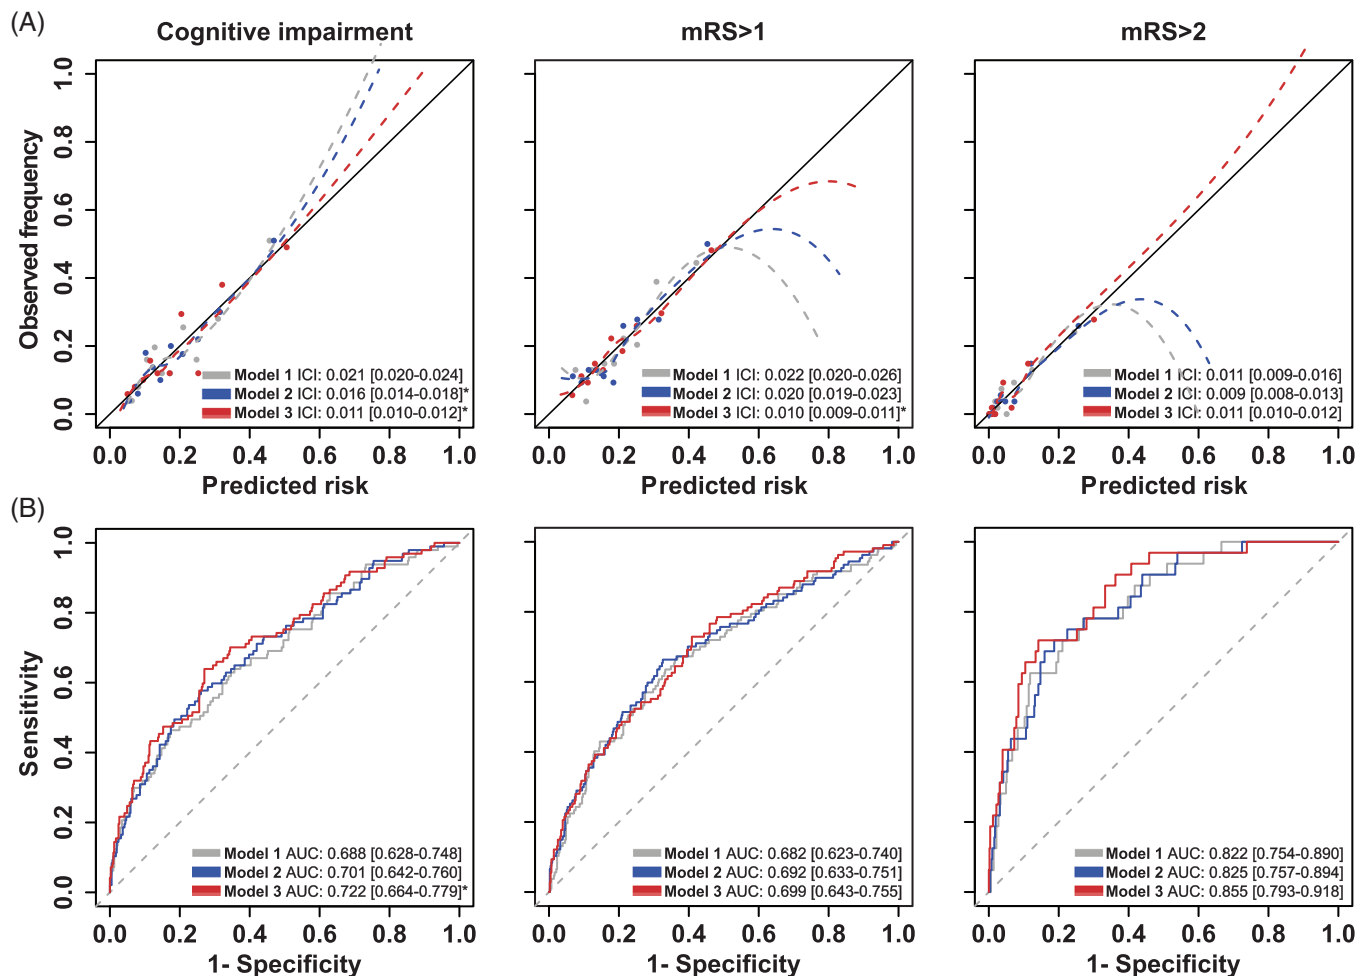 (A)
Cognitive impairment
mRS>1
mRS>2
Observed frequency
1.0
0.8
0.6
0.4
0.2
0.0
Model 1 ICI: 0.021 [0.020-0.024]
Model 2 ICI: 0.016 [0.014-0.018]*
Model 3 ICI: 0.011 [0.010-0.012]*
Model 1 ICI: 0.022 [0.020-0.026]
Model 2 ICI: 0.020 [0.019-0.023]
Model 3 ICI: 0.010 [0.009-0.011]*
Model 1 ICI: 0.011 [0.009-0.016]
Model 2 ICI: 0.009 [0.008-0.013]
Model 3 ICI: 0.011 [0.010-0.012]
0.0 0.2 0.4 0.6 0.8 1.0
0.0 0.2 0.4 0.6 0.8 1.0
0.0 0.2 0.4 0.6 0.8 1.0
Predicted risk
Predicted risk
Predicted risk
(B)
Sensitivity
1.0
0.8
0.6
0.4
0.2
0.0
Model 1 AUC: 0.688 [0.628-0.748]
Model 2 AUC: 0.701 [0.642-0.760]
Model 3 AUC: 0.722 [0.664-0.779]*
Model 1 AUC: 0.682 [0.623-0.740]
Model 2 AUC: 0.692 [0.633-0.751]
Model 3 AUC: 0.699 [0.643-0.755]
Model 1 AUC: 0.822 [0.754-0.890]
Model 2 AUC: 0.825 [0.757-0.894]
Model 3 AUC: 0.855 [0.793-0.918]
0.0 0.2 0.4 0.6 0.8 1.0
0.0 0.2 0.4 0.6 0.8 1.0
0.0 0.2 0.4 0.6 0.8 1.0
1- Specificity
1- Specificity
1- Specificity